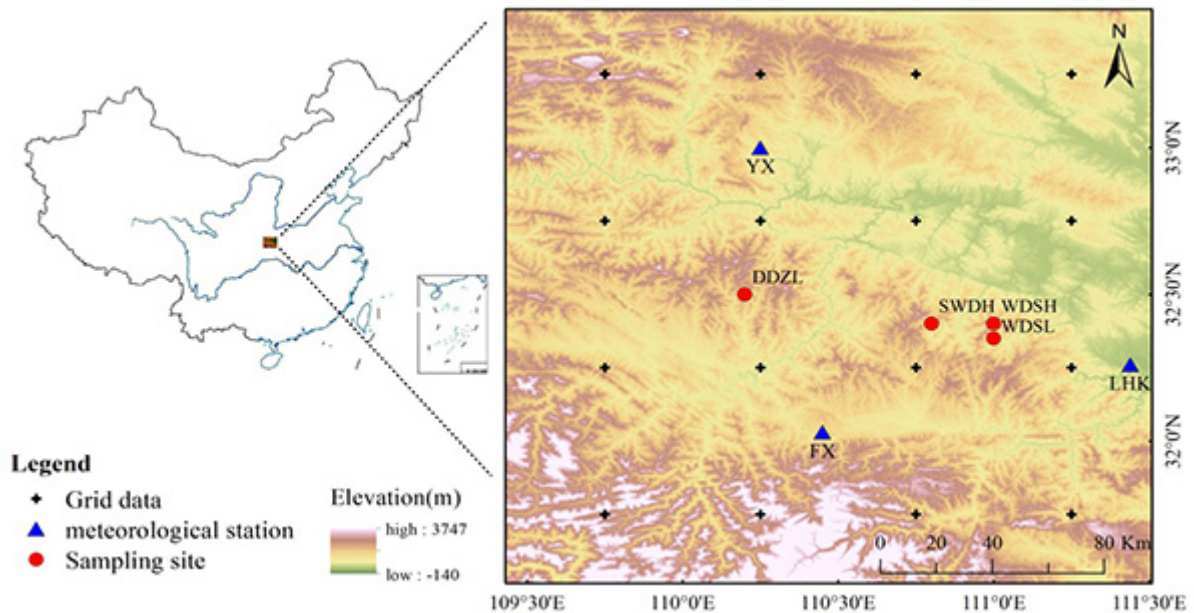 N
YX
33°0'N
DDZL
32°30'N
SWDH WDSH
WDSL
LHK
FX
32°0'N
Legend
Grid data
meteorological station
Sampling site
Elevation(m)
high : 3747
low : -140
0 20 40 80 Km
109°30'E 110°0'E 110°30'E 111°0'E 111°30'E